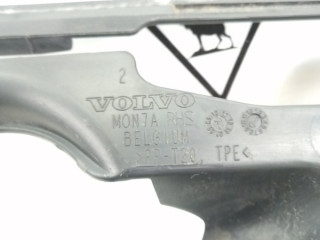 2
VOLVO
MON7A RHS
BELGIUM
TPE<